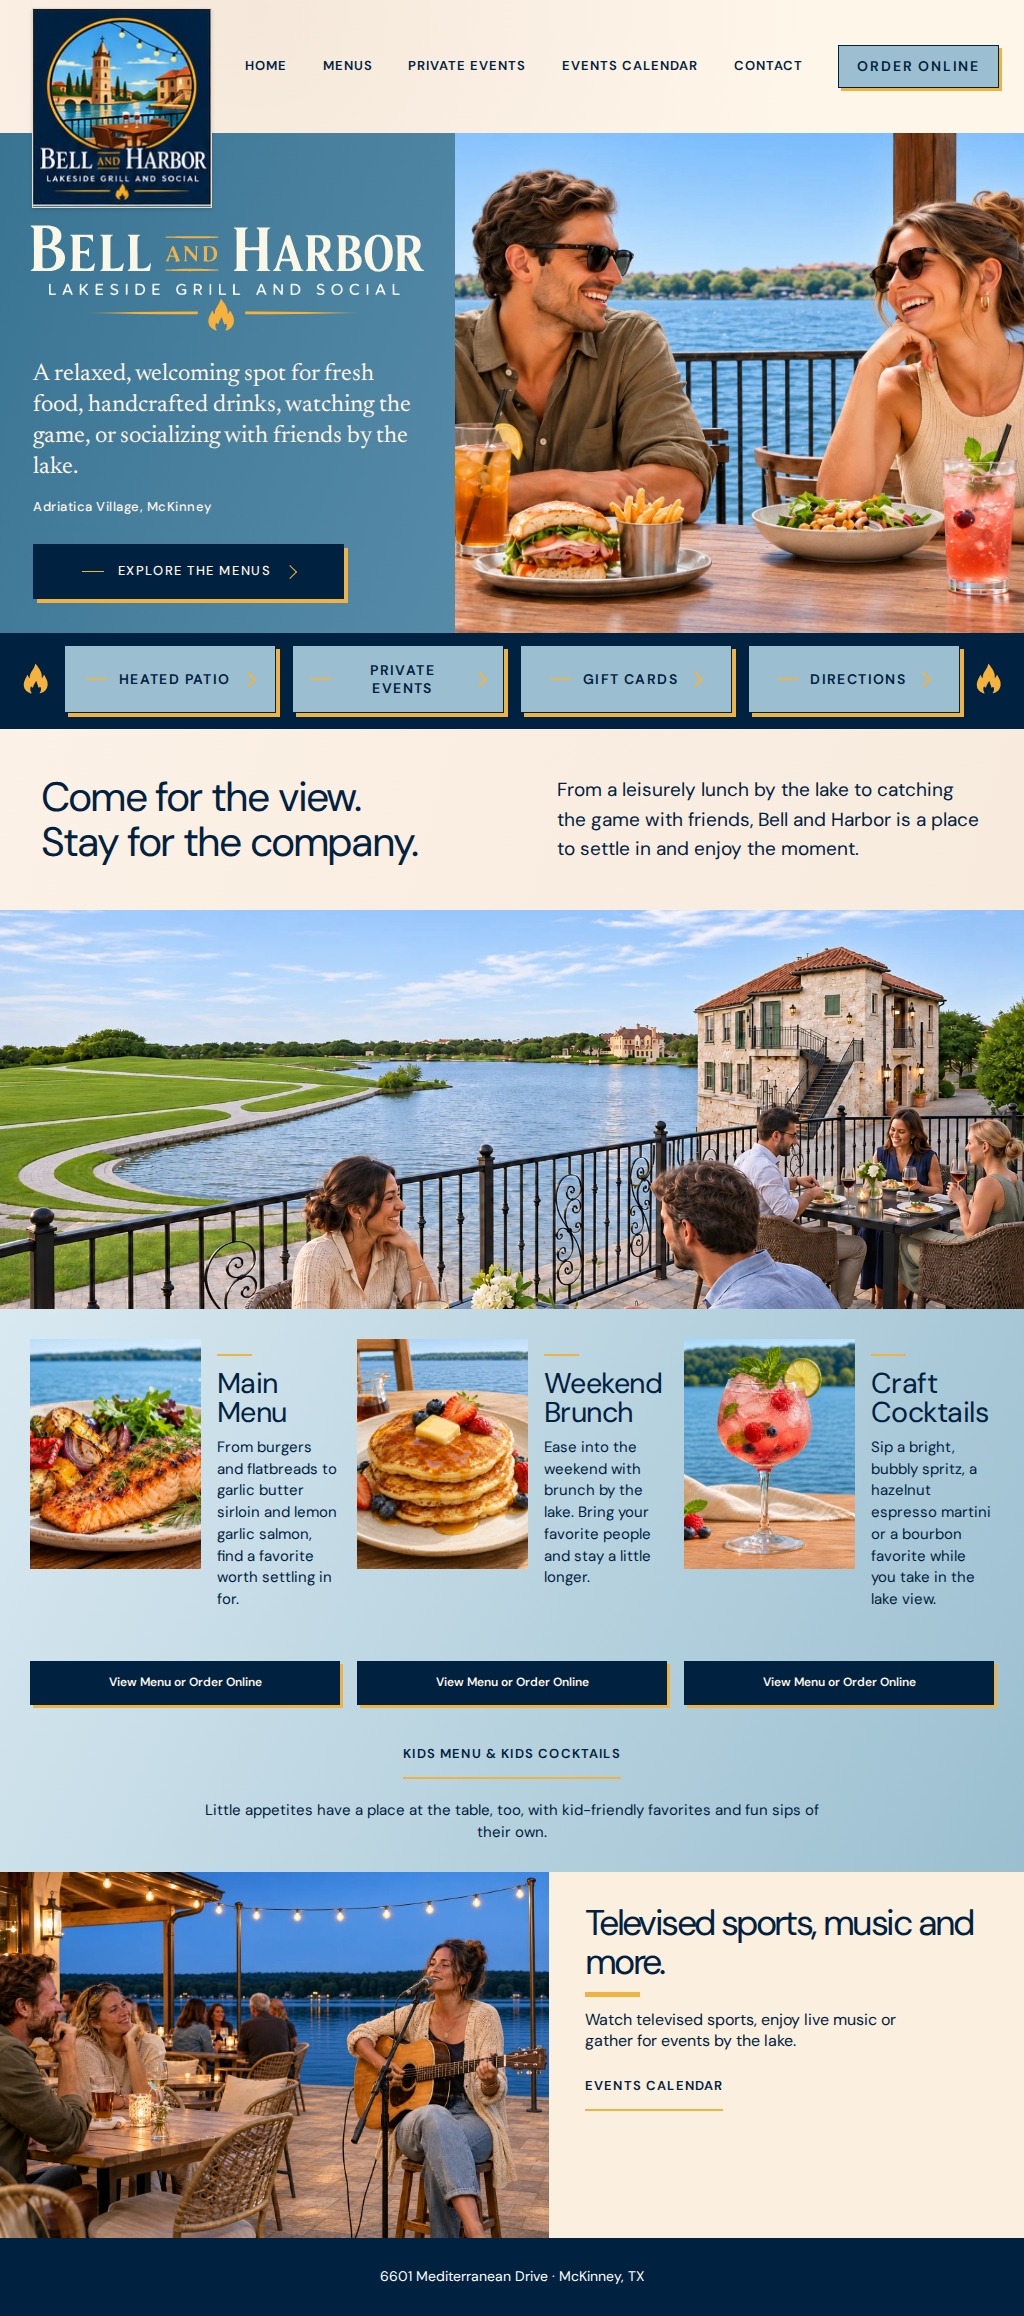 BELL AND HARBOR
LAKESIDE GRILL AND SOCIAL
HOME
MENUS
PRIVATE EVENTS
EVENTS CALENDAR
CONTACT
ORDER ONLINE
BELL AND HARBOR
LAKESIDE GRILL AND SOCIAL
A relaxed, welcoming spot for fresh
food, handcrafted drinks, watching the
game, or socializing with friends by the
lake.
Adriatica Village, McKinney
EXPLORE THE MENUS
HEATED PATIO
PRIVATE
EVENTS
GIFT CARDS
DIRECTIONS
Come for the view.
Stay for the company.
From a leisurely lunch by the lake to catching
the game with friends, Bell and Harbor is a place
to settle in and enjoy the moment.
Main
Menu
From burgers
and flatbreads to
garlic butter
sirloin and lemon
garlic salmon,
find a favorite
worth settling in
for.
View Menu or Order Online
Weekend
Brunch
Ease into the
weekend with
brunch by the
lake. Bring your
favorite people
and stay a little
longer.
View Menu or Order Online
Craft
Cocktails
Sip a bright,
bubbly spritz, a
hazelnut
espresso martini
or a bourbon
favorite while
you take in the
lake view.
View Menu or Order Online
KIDS MENU & KIDS COCKTAILS
Little appetites have a place at the table, too, with kid-friendly favorites and fun sips of
their own.
Televised sports, music and
more.
Watch televised sports, enjoy live music or
gather for events by the lake.
EVENTS CALENDAR
6601 Mediterranean Drive · McKinney, TX